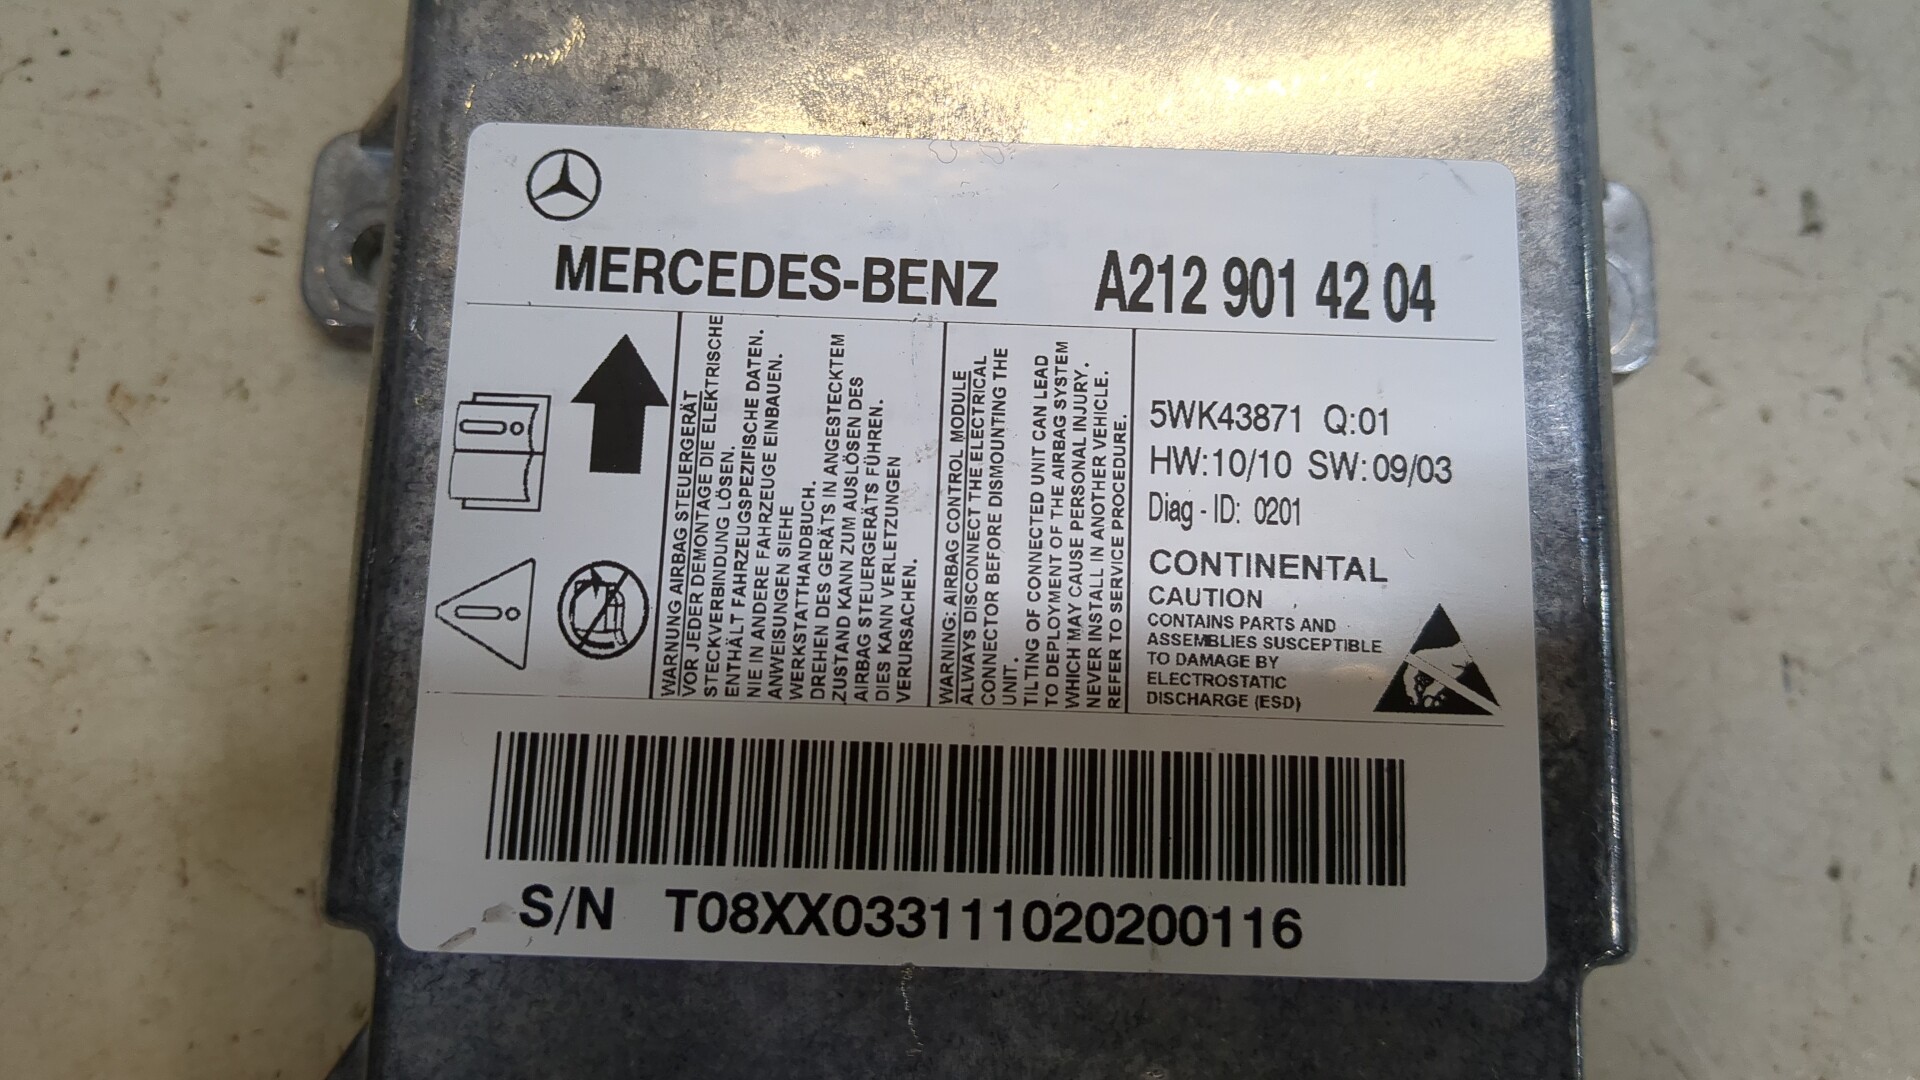 MERCEDES-BENZ A212 901 42 04
WARNUNG AIRBAG STEUERGERÄT
VOR JEDER DEMONTAGE DIE ELEKTRISCHE
STECKVERBINDUNG LÖSEN.
ENTHÄLT FAHRZEUGSPEZIFISCHE DATEN.
NIE IN ANDERE FAHRZEUGE EINBAUEN.
ANWEISUNGEN SIEHE
WERKSTATTHANDBUCH.
DREHEN DES GERÄTS IN ANGESTECKTEM
ZUSTAND KANN ZUM AUSLÖSEN DES
AIRBAG STEUERGERÄTS FÜHREN.
DIES KANN VERLETZUNGEN
VERURSACHEN.
WARNING: AIRBAG CONTROL MODULE
ALWAYS DISCONNECT THE ELECTRICAL
CONNECTOR BEFORE DISMOUNTING THE
UNIT.
TILTING OF CONNECTED UNIT CAN LEAD
TO DEPLOYMENT OF THE AIRBAG SYSTEM
WHICH MAY CAUSE PERSONAL INJURY.
NEVER INSTALL IN ANOTHER VEHICLE.
REFER TO SERVICE PROCEDURE.
5WK43871 Q:01
HW:10/10 SW:09/03
Diag - ID: 0201
CONTINENTAL
CAUTION
CONTAINS PARTS AND
ASSEMBLIES SUSCEPTIBLE
TO DAMAGE BY
ELECTROSTATIC
DISCHARGE (ESD)
S/N T08XX033111020200116